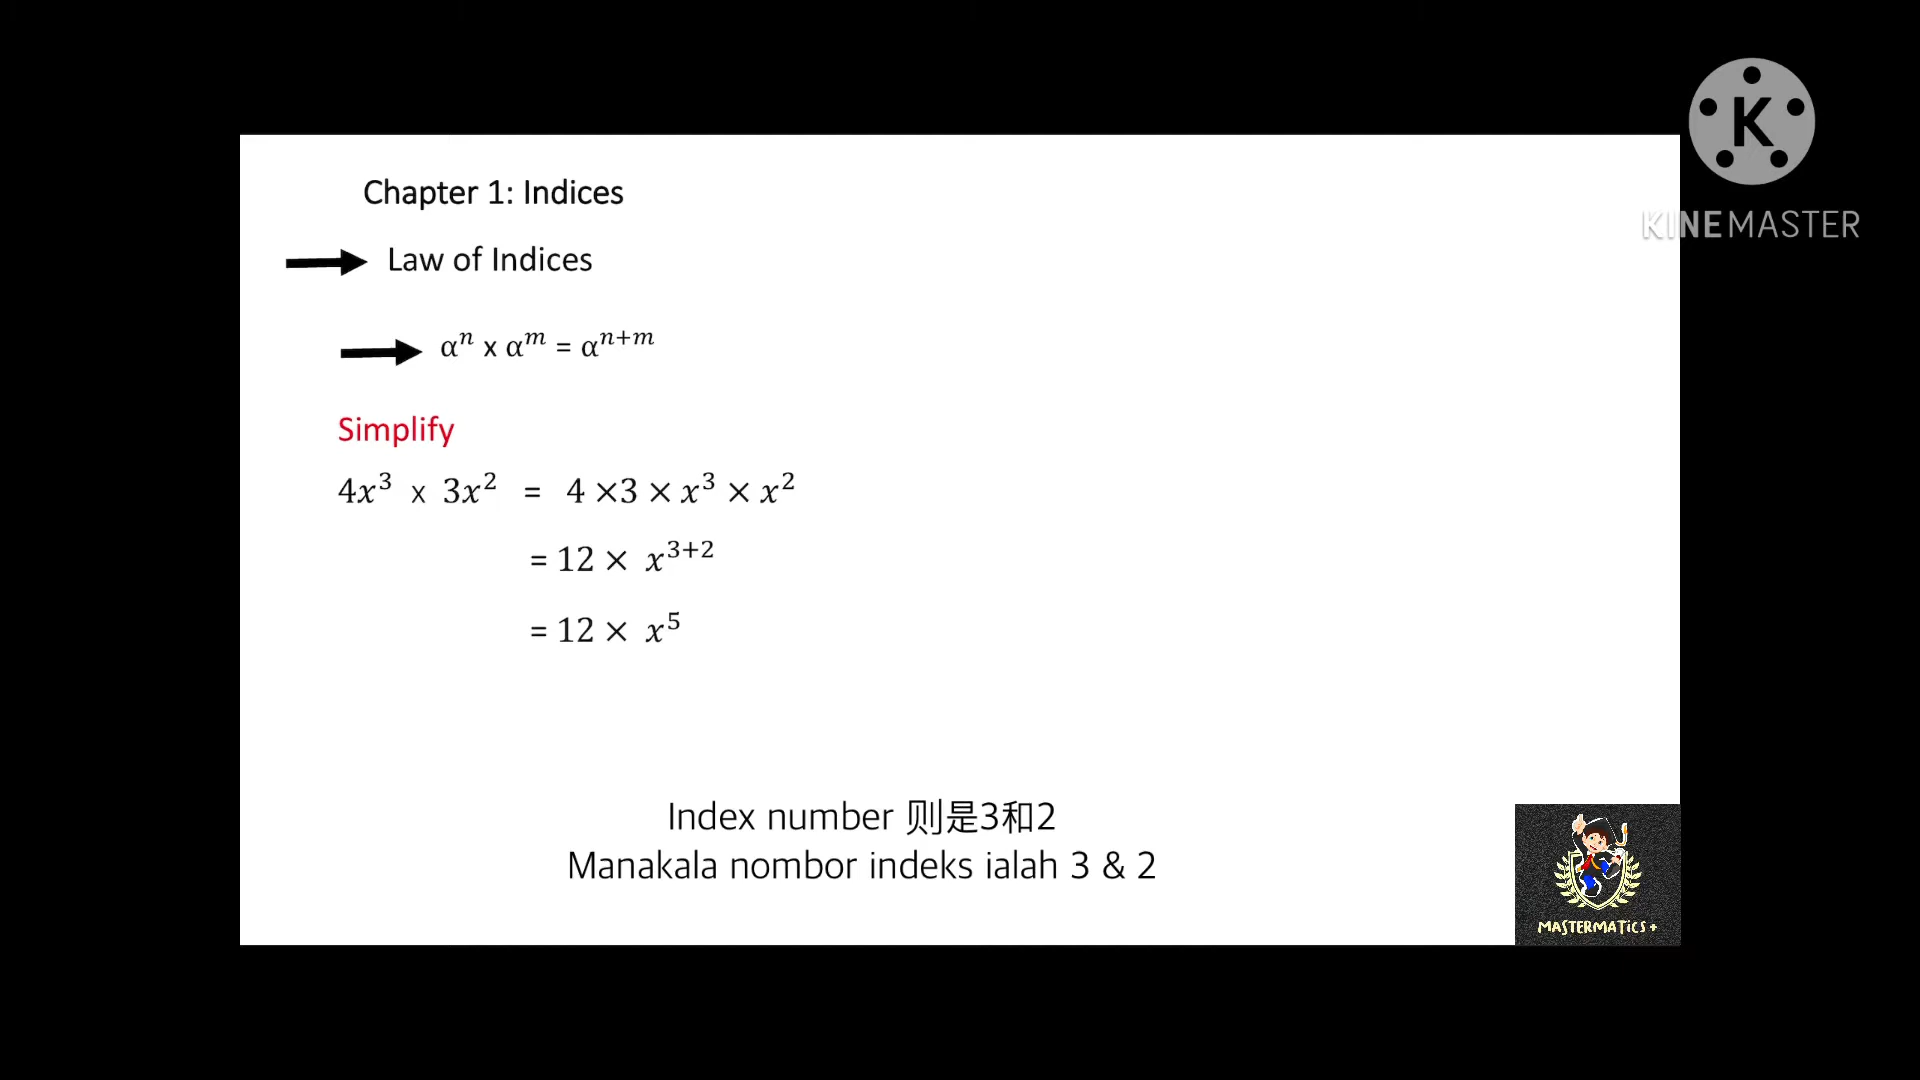 K
KINEMASTER
Chapter 1: Indices
Law of Indices
αⁿ x αᵐ = αⁿ⁺ᵐ
Simplify
4x³ x 3x² = 4 ×3 × x³ × x²
= 12 × x³⁺²
= 12 × x⁵
Index number 则是3和2
Manakala nombor indeks ialah 3 & 2
MASTERMATiCS +